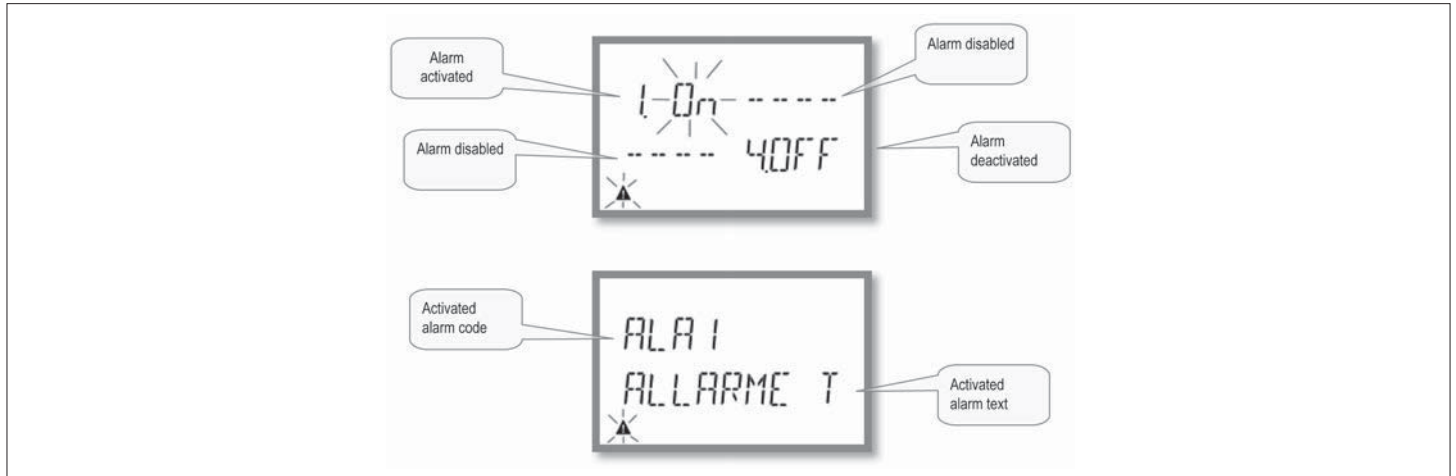 Alarm
activated
Alarm disabled
1. On ----
Alarm disabled
---- 4.OFF
Alarm
deactivated
Activated
alarm code
ALA1
ALLARME T
Activated
alarm text